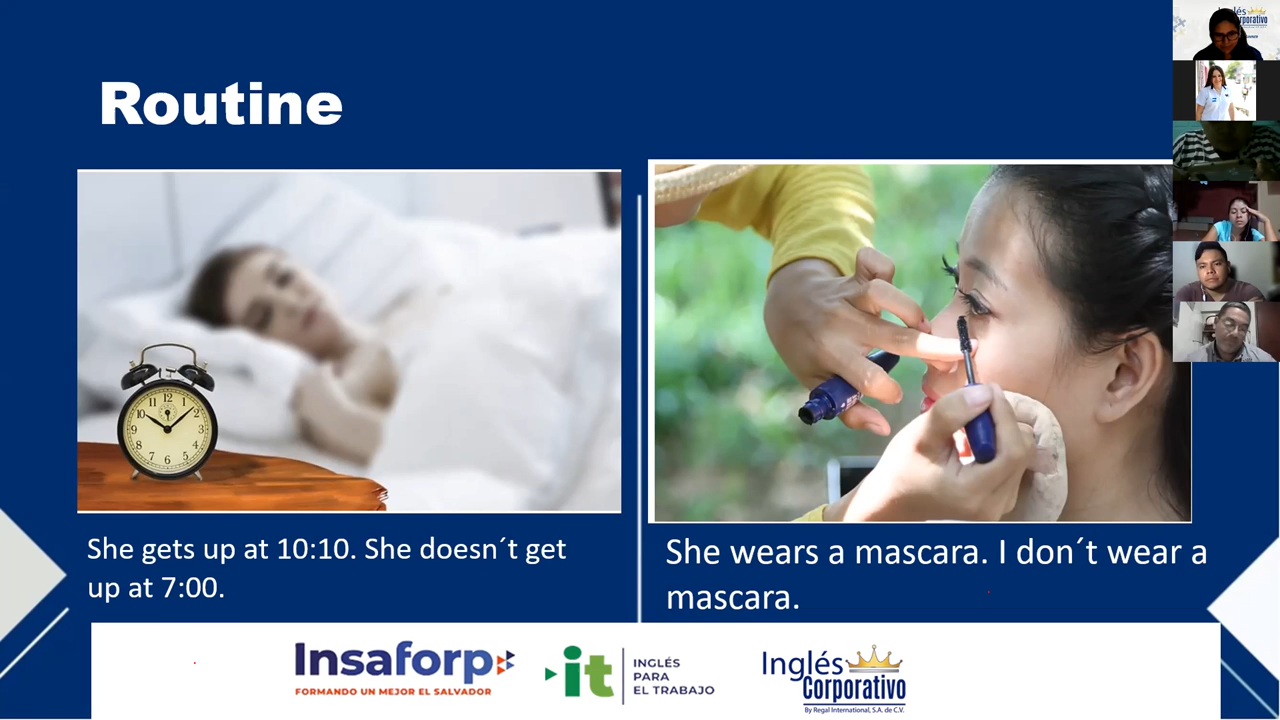 Routine
She gets up at 10:10. She doesn´t get
up at 7:00.
She wears a mascara. I don´t wear a
mascara.
Insaforp
FORMANDO UN MEJOR EL SALVADOR
it
INGLÉS
PARA
EL TRABAJO
Inglés
Corporativo
By Regal International, S.A. de C.V.